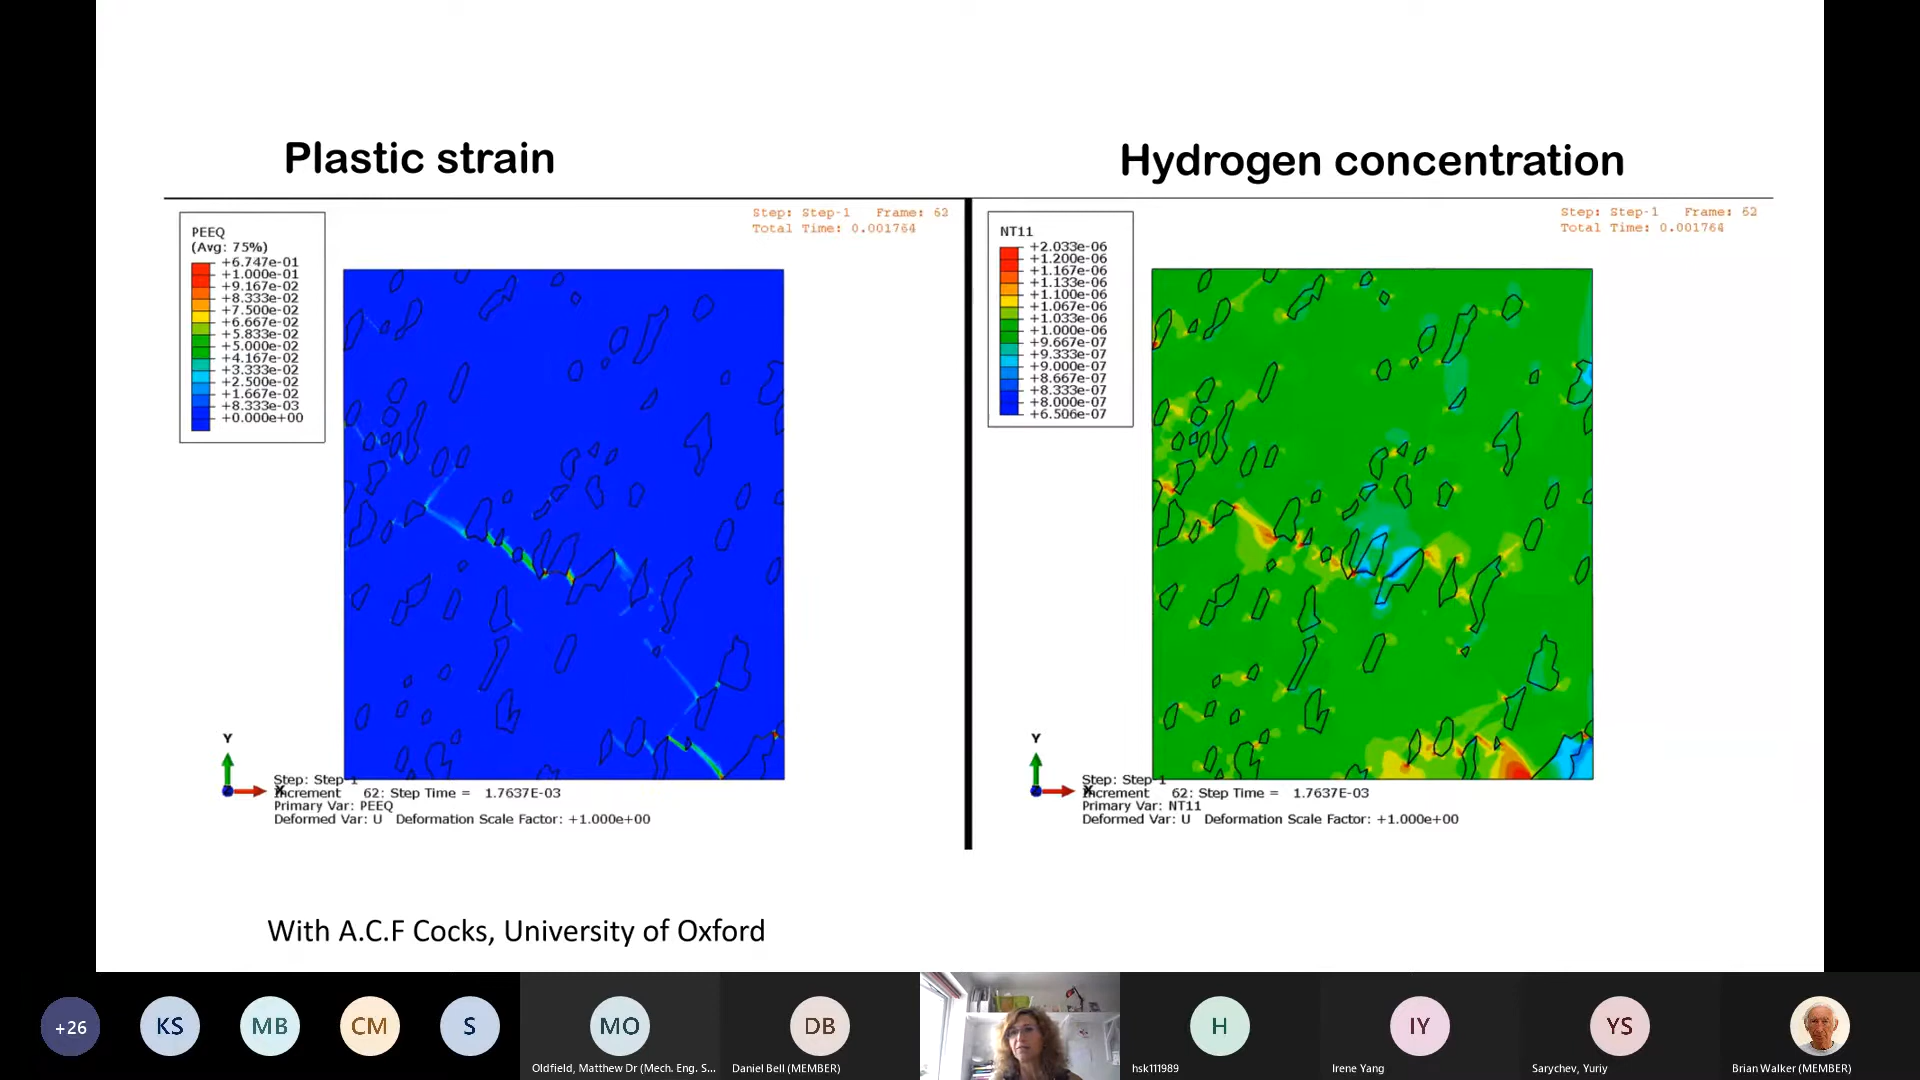 Plastic strain
Hydrogen concentration
Step: Step-1 Frame: 62
Total Time: 0.001764
PEEQ
(Avg: 75%)
+6.747e-01
+1.000e-01
+9.167e-02
+8.333e-02
+7.500e-02
+6.667e-02
+5.833e-02
+5.000e-02
+4.167e-02
+3.333e-02
+2.500e-02
+1.667e-02
+8.333e-03
+0.000e+00
Y
X
Step: Step-1
Increment 62: Step Time = 1.7637E-03
Primary Var: PEEQ
Deformed Var: U Deformation Scale Factor: +1.000e+00
Step: Step-1 Frame: 62
Total Time: 0.001764
NT11
+2.033e-06
+1.200e-06
+1.167e-06
+1.133e-06
+1.100e-06
+1.067e-06
+1.033e-06
+1.000e-06
+9.667e-07
+9.333e-07
+9.000e-07
+8.667e-07
+8.333e-07
+8.000e-07
+6.506e-07
Y
X
Step: Step-1
Increment 62: Step Time = 1.7637E-03
Primary Var: NT11
Deformed Var: U Deformation Scale Factor: +1.000e+00
With A.C.F Cocks, University of Oxford
+26
KS
MB
CM
S
MO
Oldfield, Matthew Dr (Mech. Eng. S...
DB
Daniel Bell (MEMBER)
H
hsk111989
IY
Irene Yang
YS
Sarychev, Yuriy
Brian Walker (MEMBER)